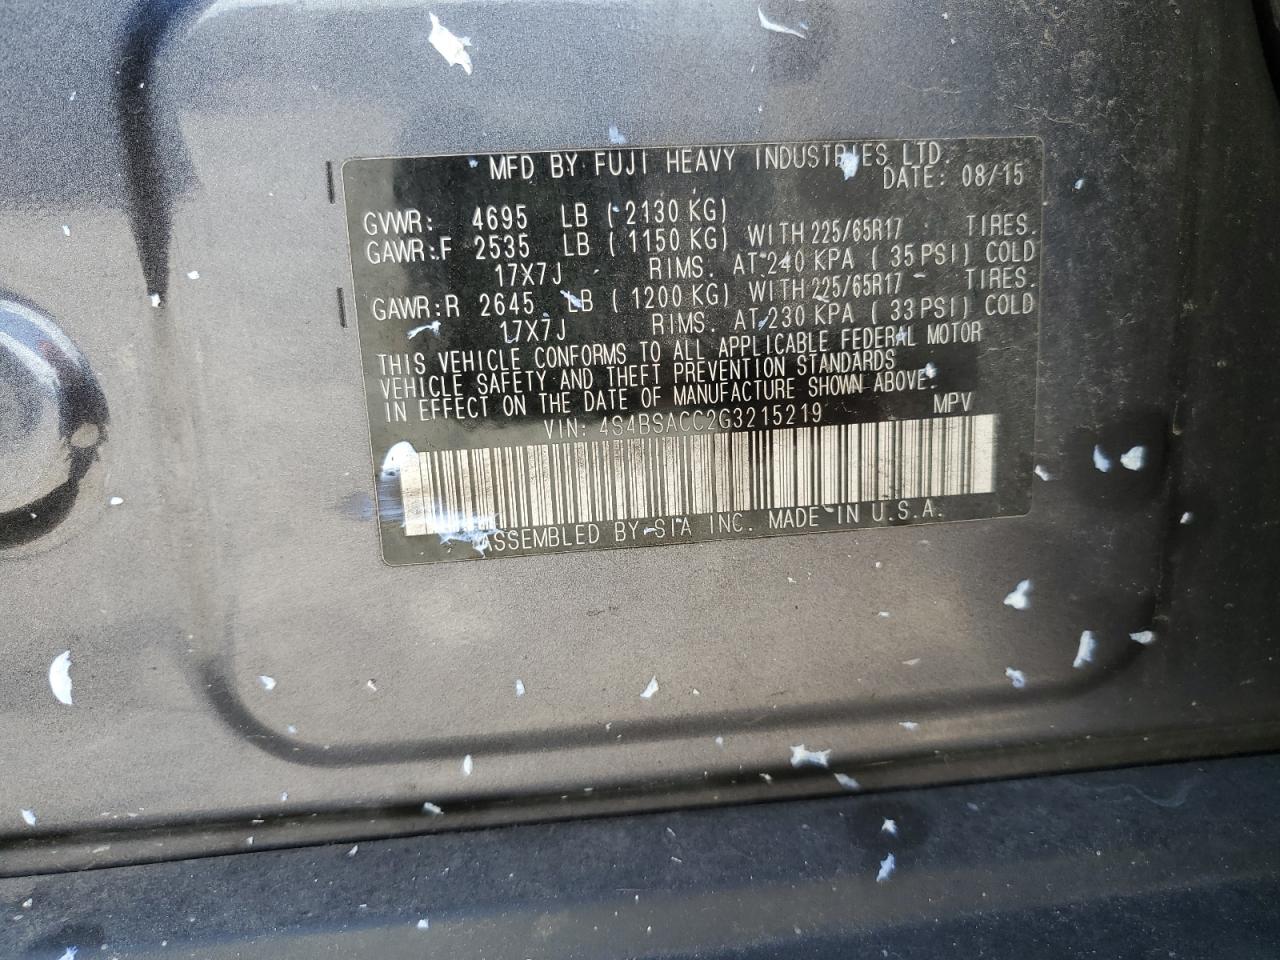 MFD BY FUJI HEAVY INDUSTRIES LTD.
DATE: 08/15
GVWR: 4695 LB (2130 KG)
GAWR:F 2535 LB (1150 KG) WITH 225/65R17 TIRES.
17X7J RIMS. AT 240 KPA (35 PSI) COLD
GAWR:R 2645 LB (1200 KG) WITH 225/65R17 TIRES.
17X7J RIMS. AT 230 KPA (33 PSI) COLD
THIS VEHICLE CONFORMS TO ALL APPLICABLE FEDERAL MOTOR
VEHICLE SAFETY AND THEFT PREVENTION STANDARDS
IN EFFECT ON THE DATE OF MANUFACTURE SHOWN ABOVE.
VIN: 4S4BSACC2G3215219 MPV
ASSEMBLED BY SIA INC. MADE IN U.S.A.